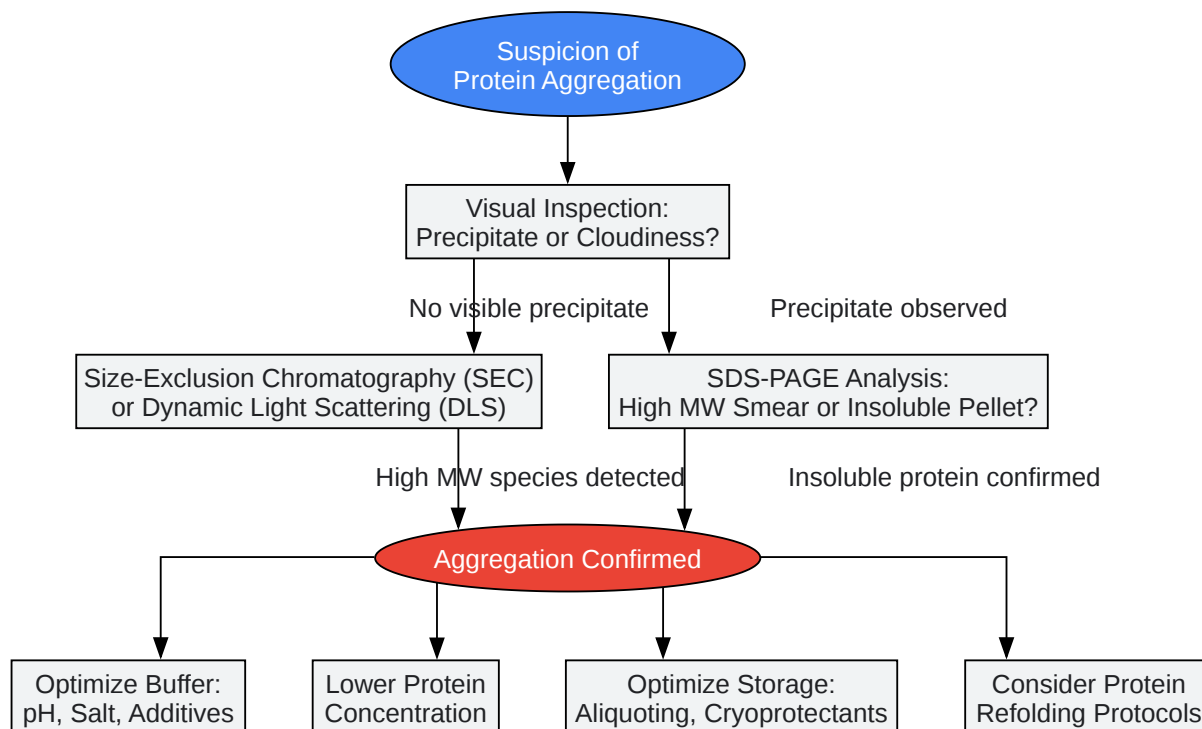 Suspicion of
Protein Aggregation
Visual Inspection:
Precipitate or Cloudiness?
No visible precipitate
Precipitate observed
Size-Exclusion Chromatography (SEC)
or Dynamic Light Scattering (DLS)
SDS-PAGE Analysis:
High MW Smear or Insoluble Pellet?
High MW species detected
Insoluble protein confirmed
Aggregation Confirmed
Optimize Buffer:
pH, Salt, Additives
Lower Protein
Concentration
Optimize Storage:
Aliquoting, Cryoprotectants
Consider Protein
Refolding Protocols